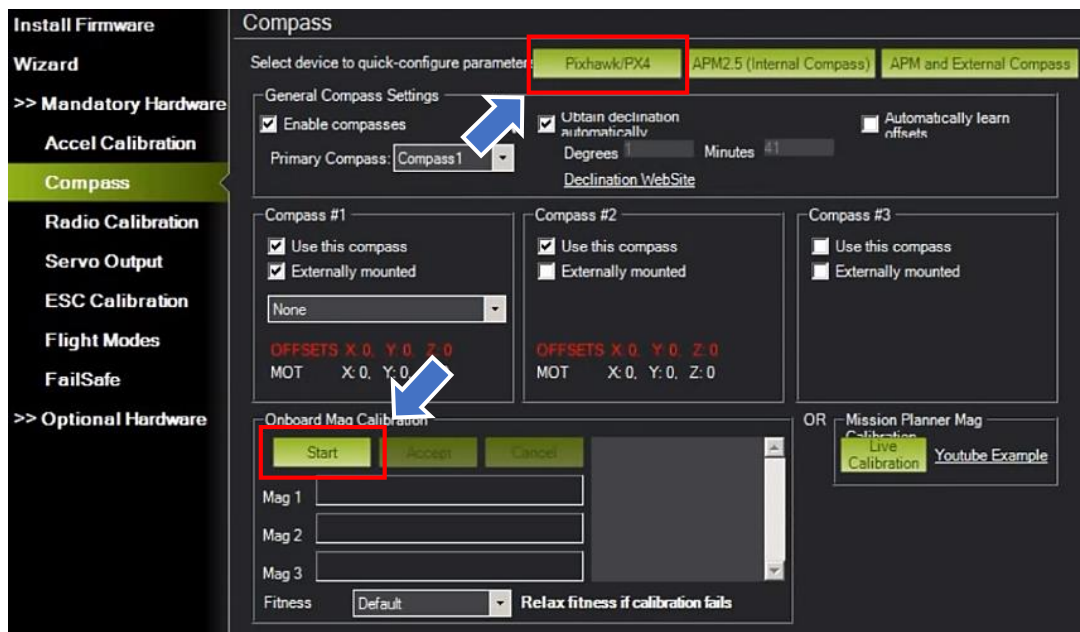 Install Firmware
Wizard
>> Mandatory Hardware
Accel Calibration
Compass
Radio Calibration
Servo Output
ESC Calibration
Flight Modes
FailSafe
>> Optional Hardware
Compass
Select device to quick-configure parameter Pixhawk/PX4 APM2.5 (Internal Compass) APM and External Compass
General Compass Settings
Enable compasses
Primary Compass: Compass1
Obtain declination
automatically
Degrees 1 Minutes 41
Declination WebSite
Automatically learn
offsets
Compass #1
Use this compass
Externally mounted
None
OFFSETS X: 0, Y: 0, Z: 0
MOT X: 0, Y: 0,
Compass #2
Use this compass
Externally mounted
OFFSETS X: 0, Y: 0, Z: 0
MOT X: 0, Y: 0, Z: 0
Compass #3
Use this compass
Externally mounted
Onboard Mag Calibration
Start Accept Cancel
Mag 1
Mag 2
Mag 3
Fitness Default Relax fitness if calibration fails
OR Mission Planner Mag
Calibration
Live
Calibration
Youtube Example